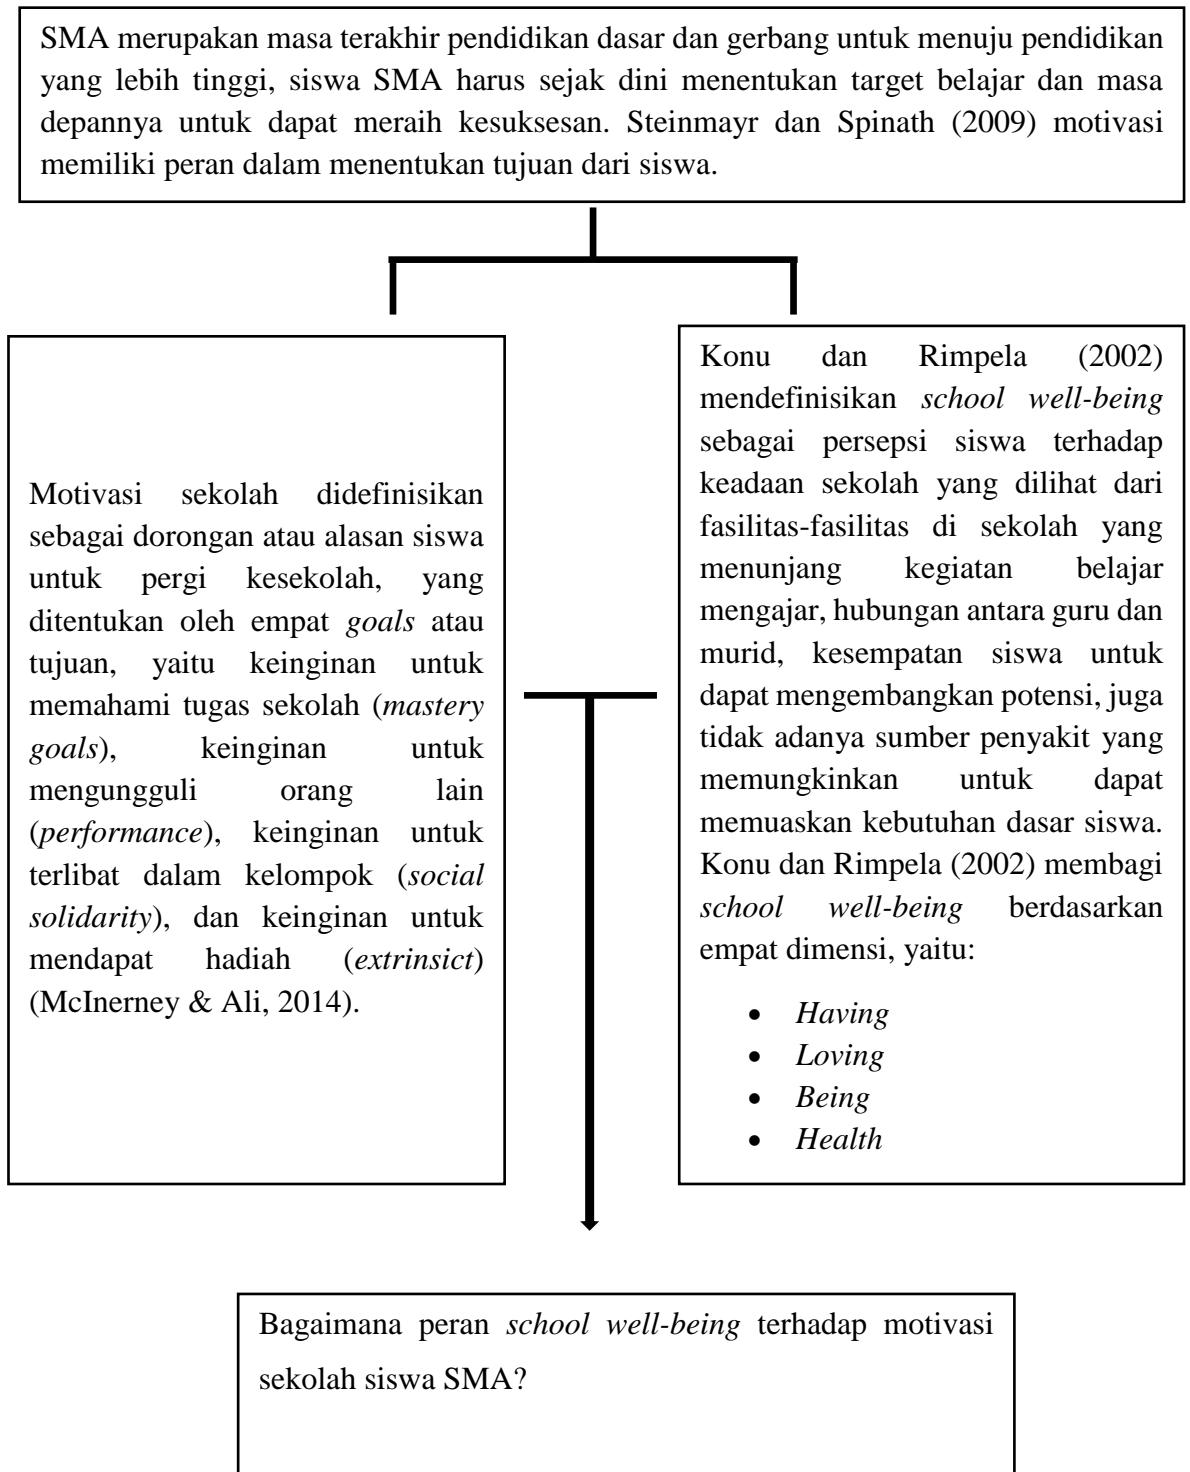 SMA merupakan masa terakhir pendidikan dasar dan gerbang untuk menuju pendidikan
yang lebih tinggi, siswa SMA harus sejak dini menentukan target belajar dan masa
depannya untuk dapat meraih kesuksesan. Steinmayr dan Spinath (2009) motivasi
memiliki peran dalam menentukan tujuan dari siswa.
Motivasi sekolah didefinisikan
sebagai dorongan atau alasan siswa
untuk pergi kesekolah, yang
ditentukan oleh empat goals atau
tujuan, yaitu keinginan untuk
memahami tugas sekolah (mastery
goals), keinginan untuk
mengungguli orang lain
(performance), keinginan untuk
terlibat dalam kelompok (social
solidarity), dan keinginan untuk
mendapat hadiah (extrinsict)
(McInerney & Ali, 2014).
Konu dan Rimpela (2002)
mendefinisikan school well-being
sebagai persepsi siswa terhadap
keadaan sekolah yang dilihat dari
fasilitas-fasilitas di sekolah yang
menunjang kegiatan belajar
mengajar, hubungan antara guru dan
murid, kesempatan siswa untuk
dapat mengembangkan potensi, juga
tidak adanya sumber penyakit yang
memungkinkan untuk dapat
memuaskan kebutuhan dasar siswa.
Konu dan Rimpela (2002) membagi
school well-being berdasarkan
empat dimensi, yaitu:
• Having
• Loving
• Being
• Health
Bagaimana peran school well-being terhadap motivasi
sekolah siswa SMA?